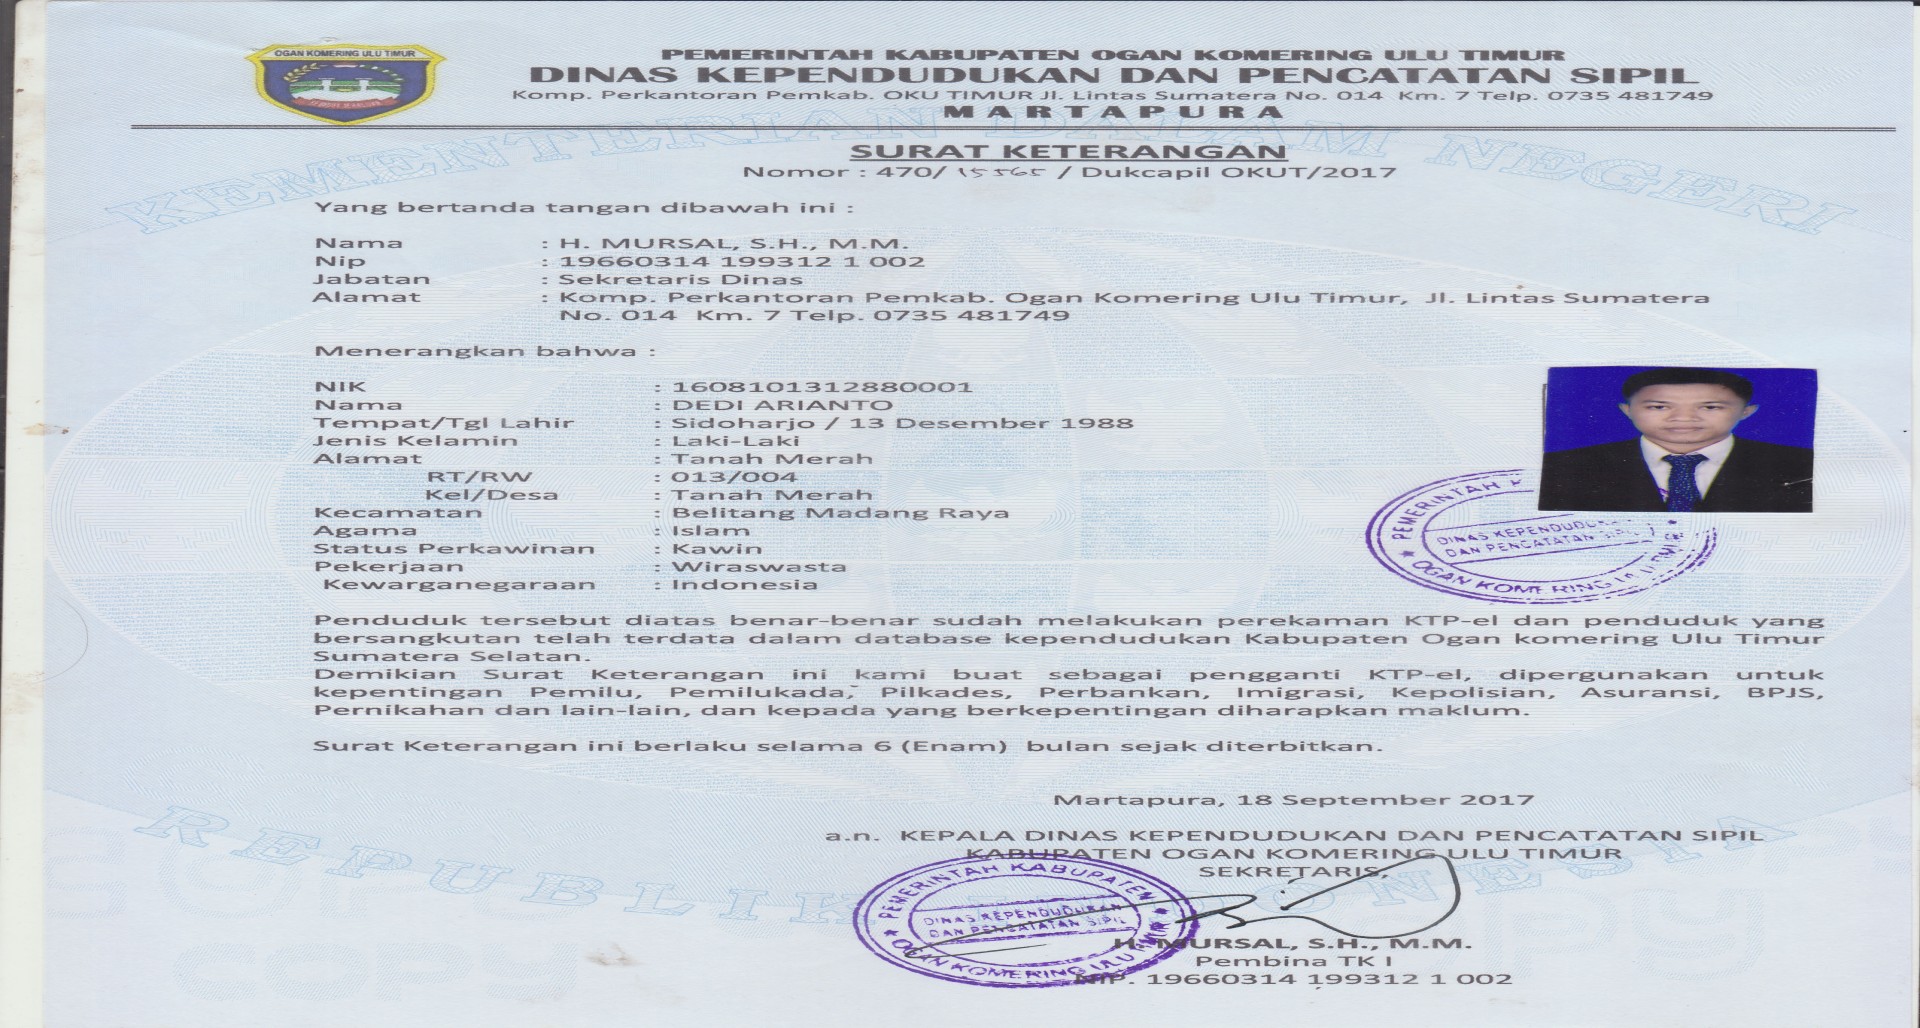 OGAN KOMERING ULU TIMUR
PEMERINTAH KABUPATEN OGAN KOMERING ULU TIMUR
DINAS KEPENDUDUKAN DAN PENCATATAN SIPIL
Komp. Perkantoran Pemkab. OKU TIMUR Jl. Lintas Sumatera No. 014 Km. 7 Telp. 0735 481749
MARTAPURA
KEMENTERIAN DALAM NEGERI
SURAT KETERANGAN
Nomor : 470/ 15565 / Dukcapil OKUT/2017
Yang bertanda tangan dibawah ini :
Nama : H. MURSAL, S.H., M.M.
Nip : 19660314 199312 1 002
Jabatan : Sekretaris Dinas
Alamat : Komp. Perkantoran Pemkab. Ogan Komering Ulu Timur, Jl. Lintas Sumatera
No. 014 Km. 7 Telp. 0735 481749
Menerangkan bahwa :
NIK : 1608101312880001
Nama : DEDI ARIANTO
Tempat/Tgl Lahir : Sidoharjo / 13 Desember 1988
Jenis Kelamin : Laki-Laki
Alamat : Tanah Merah
RT/RW : 013/004
Kel/Desa : Tanah Merah
Kecamatan : Belitang Madang Raya
Agama : Islam
Status Perkawinan : Kawin
Pekerjaan : Wiraswasta
Kewarganegaraan : Indonesia
PEMERINTAH K
DINAS KEPENDUDUKAN
DAN PENCATATAN SIPIL
OGAN KOMERING ULU TIMUR
Penduduk tersebut diatas benar-benar sudah melakukan perekaman KTP-el dan penduduk yang
bersangkutan telah terdata dalam database kependudukan Kabupaten Ogan komering Ulu Timur
Sumatera Selatan.
Demikian Surat Keterangan ini kami buat sebagai pengganti KTP-el, dipergunakan untuk
kepentingan Pemilu, Pemilukada, Pilkades, Perbankan, Imigrasi, Kepolisian, Asuransi, BPJS,
Pernikahan dan lain-lain, dan kepada yang berkepentingan diharapkan maklum.
Surat Keterangan ini berlaku selama 6 (Enam) bulan sejak diterbitkan.
Martapura, 18 September 2017
a.n. KEPALA DINAS KEPENDUDUKAN DAN PENCATATAN SIPIL
KABUPATEN OGAN KOMERING ULU TIMUR
SEKRETARIS,
REPUBLIK INDONESIA
PEMERINTAH KABUPATEN
DINAS KEPENDUDUKAN
DAN PENCATATAN SIPIL
OGAN KOMERING ULU TIMUR
H. MURSAL, S.H., M.M.
Pembina TK I
NIP. 19660314 199312 1 002